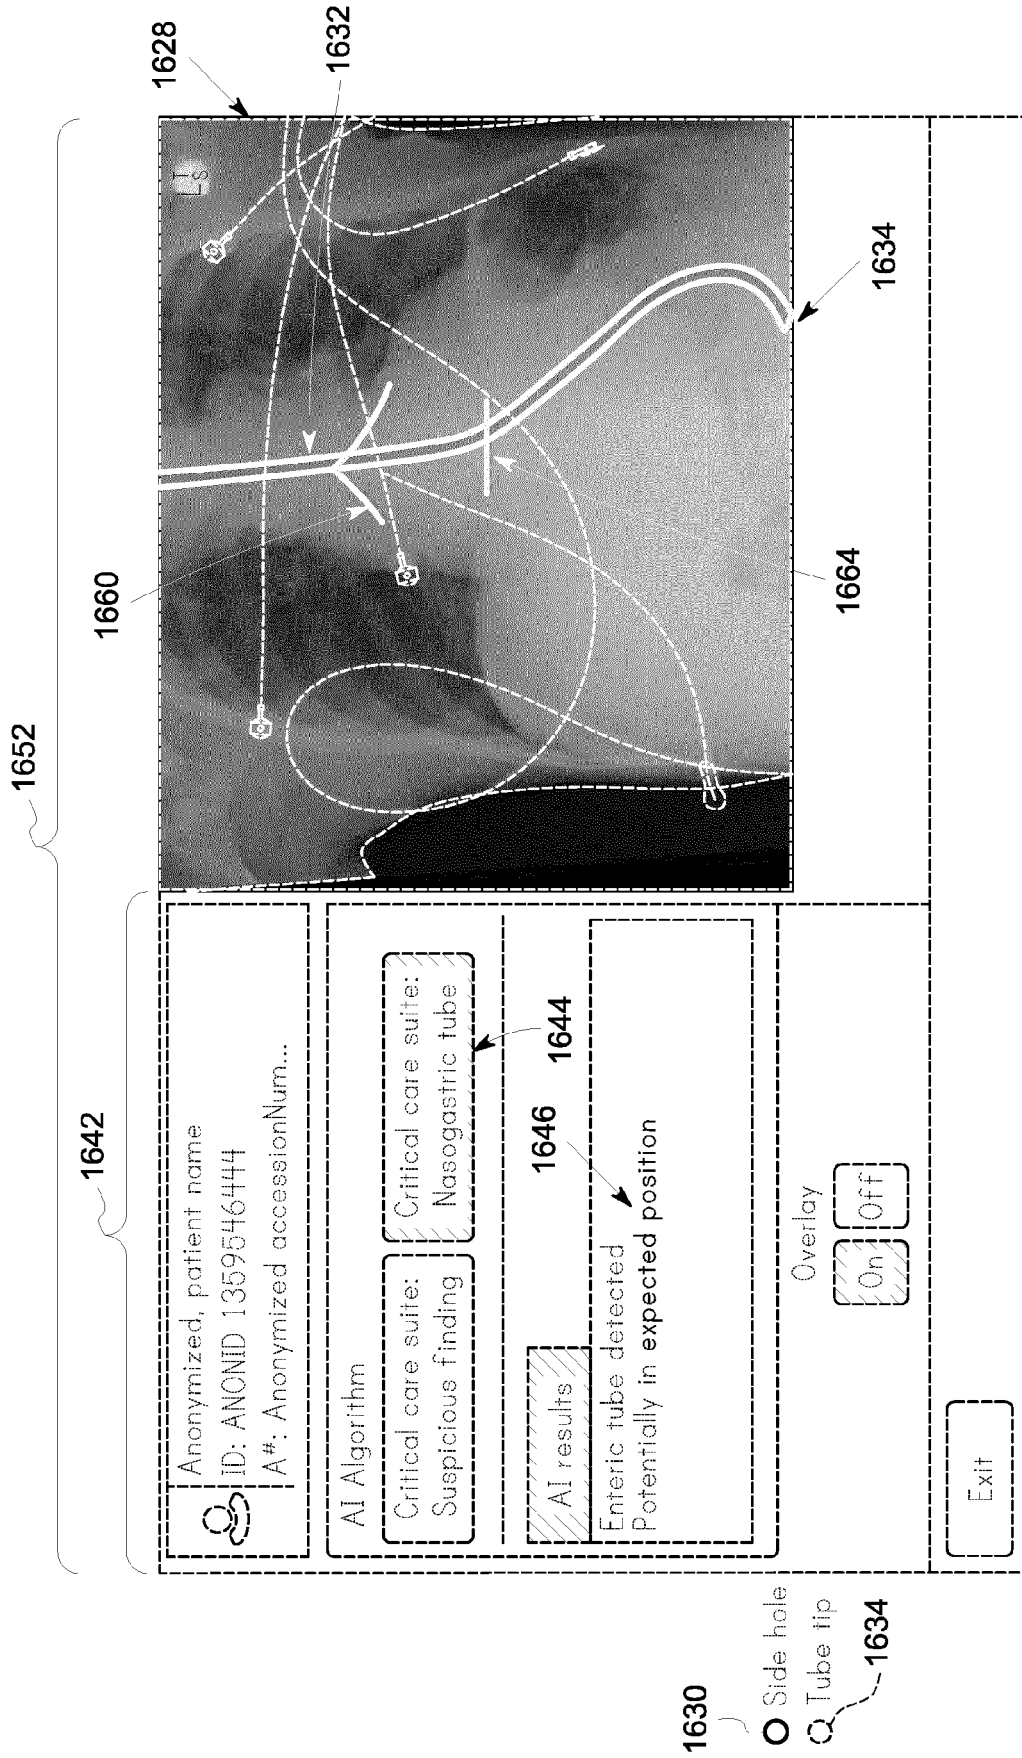 1652
1642
1628
1632
1660
1634
1664
L T S
Anonymized, patient name
ID: ANONID 1359546444
A#: Anonymized accessionNum...
AI Algorithm
Critical care suite:
Suspicious finding
Critical care suite:
Nasogastric tube
1644
AI results
1646
Enteric tube detected
Potentially in expected position
Overlay
On
Off
Exit
1630
Side hole
Tube tip
1634